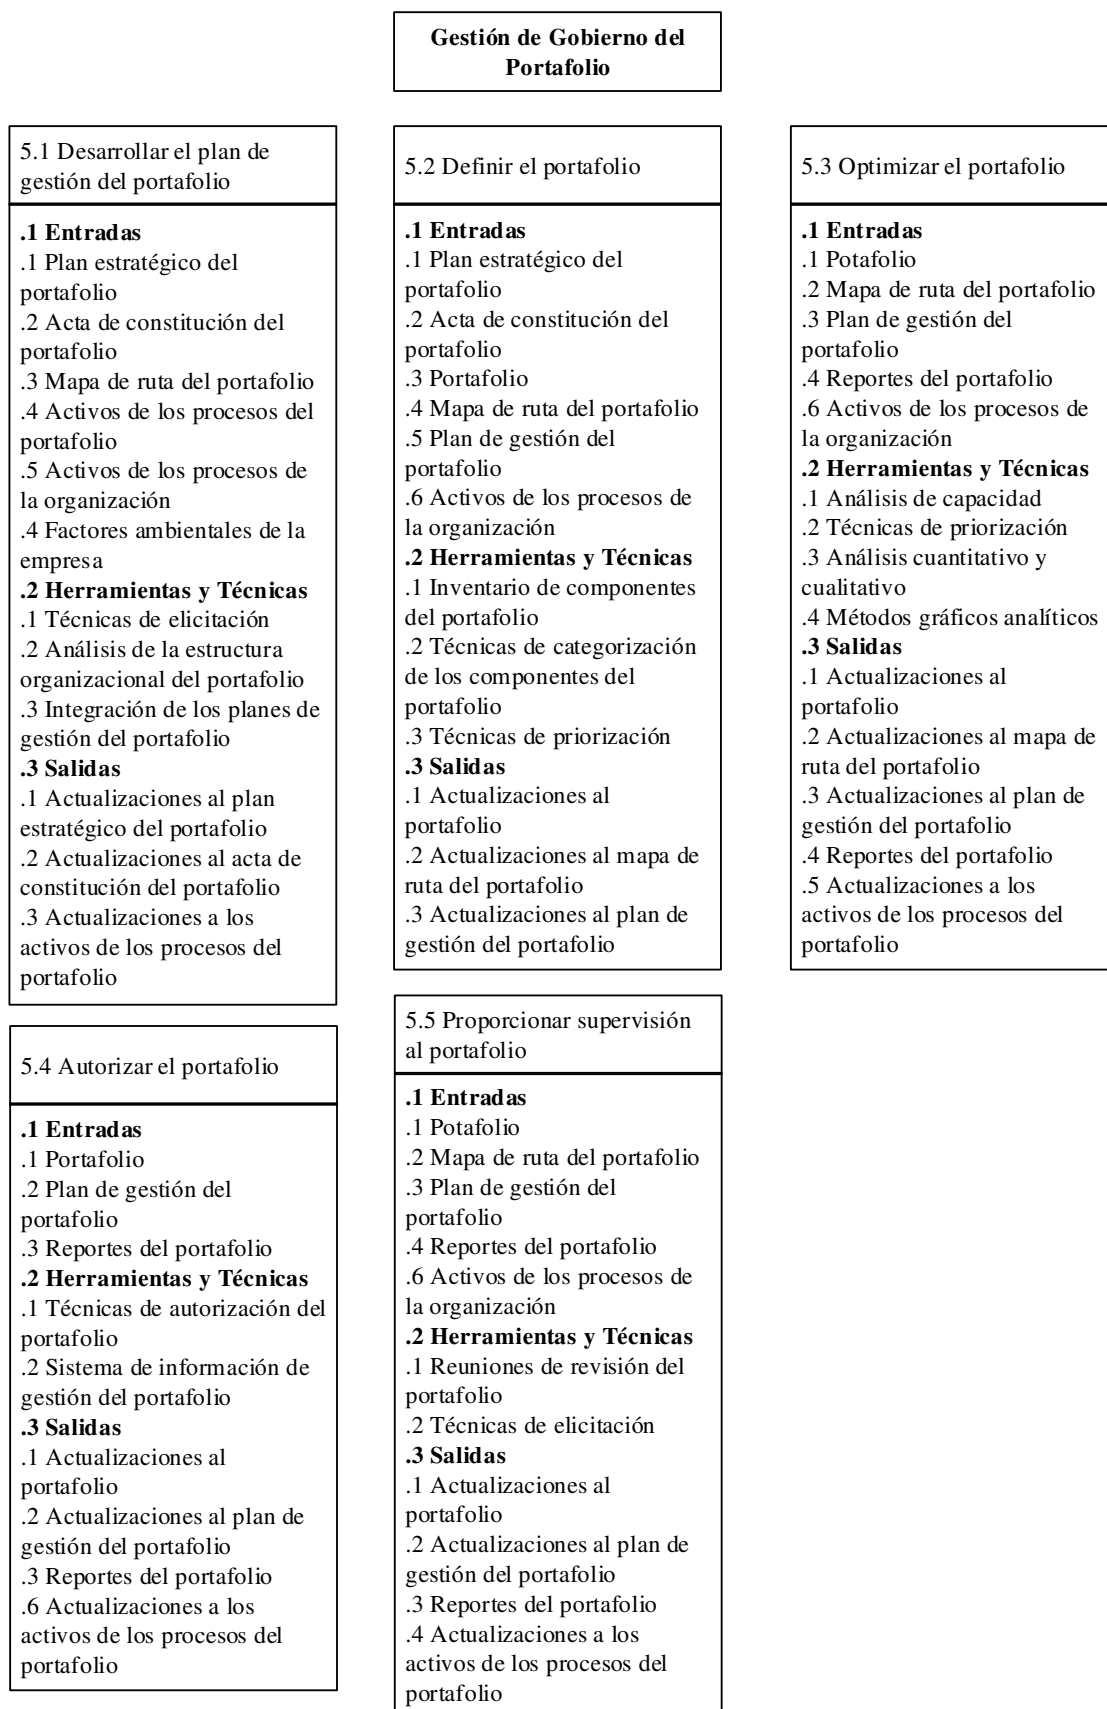 Gestión de Gobierno del
Portafolio
5.1 Desarrollar el plan de
gestión del portafolio
.1 Entradas
.1 Plan estratégico del
portafolio
.2 Acta de constitución del
portafolio
.3 Mapa de ruta del portafolio
.4 Activos de los procesos del
portafolio
.5 Activos de los procesos de
la organización
.4 Factores ambientales de la
empresa
.2 Herramientas y Técnicas
.1 Técnicas de elicitación
.2 Análisis de la estructura
organizacional del portafolio
.3 Integración de los planes de
gestión del portafolio
.3 Salidas
.1 Actualizaciones al plan
estratégico del portafolio
.2 Actualizaciones al acta de
constitución del portafolio
.3 Actualizaciones a los
activos de los procesos del
portafolio
5.2 Definir el portafolio
.1 Entradas
.1 Plan estratégico del
portafolio
.2 Acta de constitución del
portafolio
.3 Portafolio
.4 Mapa de ruta del portafolio
.5 Plan de gestión del
portafolio
.6 Activos de los procesos de
la organización
.2 Herramientas y Técnicas
.1 Inventario de componentes
del portafolio
.2 Técnicas de categorización
de los componentes del
portafolio
.3 Técnicas de priorización
.3 Salidas
.1 Actualizaciones al
portafolio
.2 Actualizaciones al mapa de
ruta del portafolio
.3 Actualizaciones al plan de
gestión del portafolio
5.3 Optimizar el portafolio
.1 Entradas
.1 Potafolio
.2 Mapa de ruta del portafolio
.3 Plan de gestión del
portafolio
.4 Reportes del portafolio
.6 Activos de los procesos de
la organización
.2 Herramientas y Técnicas
.1 Análisis de capacidad
.2 Técnicas de priorización
.3 Análisis cuantitativo y
cualitativo
.4 Métodos gráficos analíticos
.3 Salidas
.1 Actualizaciones al
portafolio
.2 Actualizaciones al mapa de
ruta del portafolio
.3 Actualizaciones al plan de
gestión del portafolio
.4 Reportes del portafolio
.5 Actualizaciones a los
activos de los procesos del
portafolio
5.4 Autorizar el portafolio
.1 Entradas
.1 Portafolio
.2 Plan de gestión del
portafolio
.3 Reportes del portafolio
.2 Herramientas y Técnicas
.1 Técnicas de autorización del
portafolio
.2 Sistema de información de
gestión del portafolio
.3 Salidas
.1 Actualizaciones al
portafolio
.2 Actualizaciones al plan de
gestión del portafolio
.3 Reportes del portafolio
.6 Actualizaciones a los
activos de los procesos del
portafolio
5.5 Proporcionar supervisión
al portafolio
.1 Entradas
.1 Potafolio
.2 Mapa de ruta del portafolio
.3 Plan de gestión del
portafolio
.4 Reportes del portafolio
.6 Activos de los procesos de
la organización
.2 Herramientas y Técnicas
.1 Reuniones de revisión del
portafolio
.2 Técnicas de elicitación
.3 Salidas
.1 Actualizaciones al
portafolio
.2 Actualizaciones al plan de
gestión del portafolio
.3 Reportes del portafolio
.4 Actualizaciones a los
activos de los procesos del
portafolio